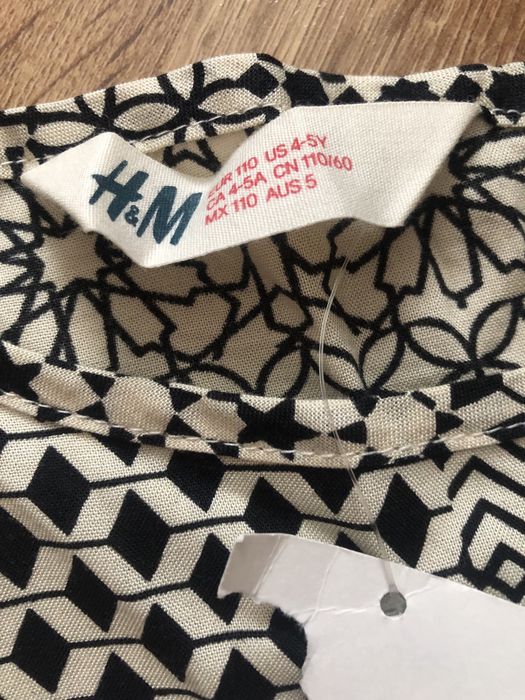 H&M
EUR 110 US 4-5Y
CA 4-5A CN 110/60
MX 110 AUS 5